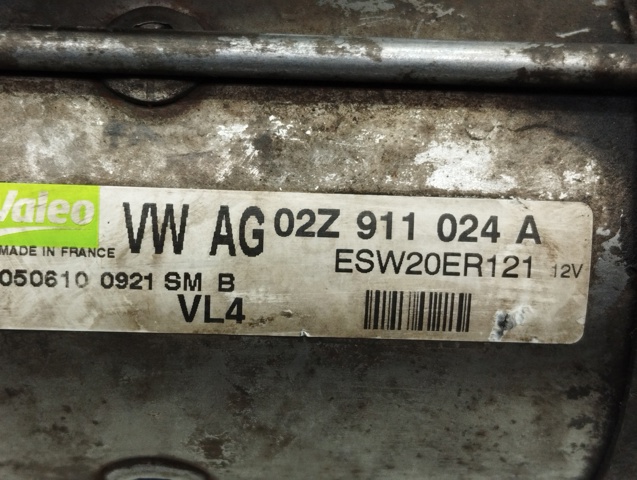 Valeo VW AG 02Z 911 024 A
MADE IN FRANCE ESW20ER121 12V
050610 0921 SM B
VL4